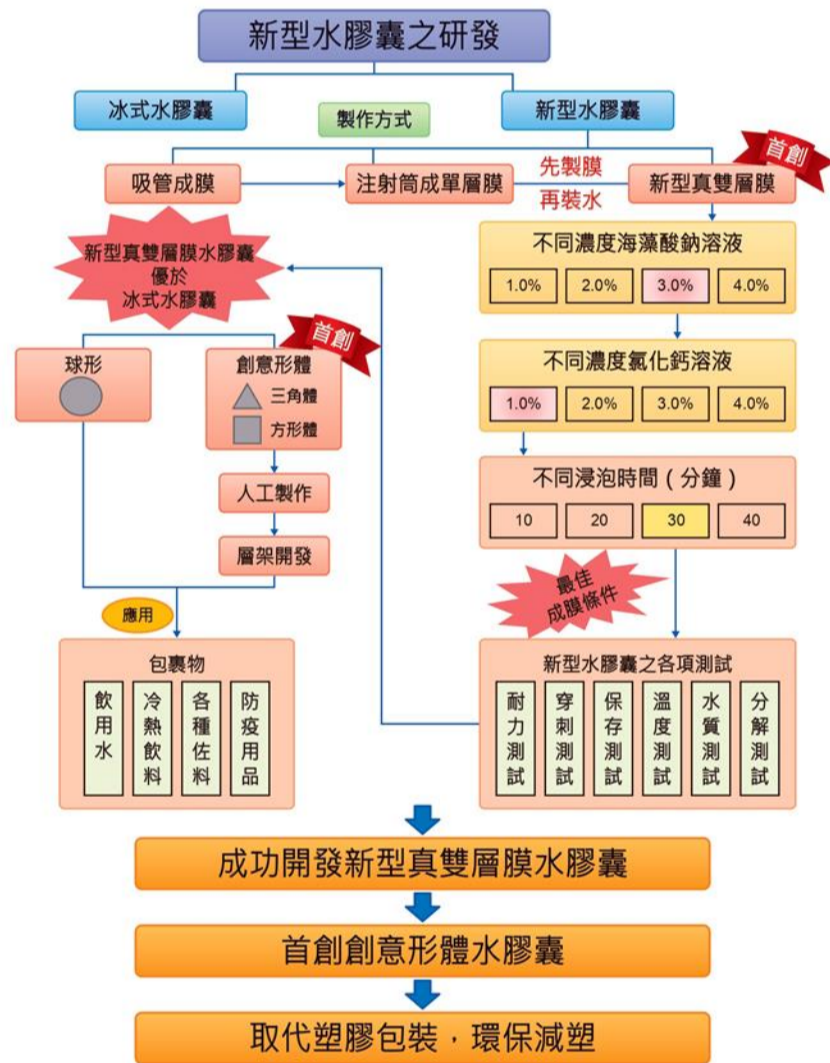 新型水膠囊之研發
冰式水膠囊
製作方式
新型水膠囊
首創
吸管成膜
注射筒成單層膜
先製膜
再裝水
新型真雙層膜
新型真雙層膜水膠囊
優於
冰式水膠囊
不同濃度海藻酸鈉溶液
1.0% 2.0% 3.0% 4.0%
首創
球形
創意形體
三角體
方形體
不同濃度氯化鈣溶液
1.0% 2.0% 3.0% 4.0%
人工製作
層架開發
不同浸泡時間(分鐘)
10 20 30 40
最佳
成膜條件
應用
包裹物
飲用水
冷熱飲料
各種佐料
防疫用品
新型水膠囊之各項測試
耐力測試
穿刺測試
保存測試
溫度測試
水質測試
分解測試
成功開發新型真雙層膜水膠囊
首創創意形體水膠囊
取代塑膠包裝，環保減塑